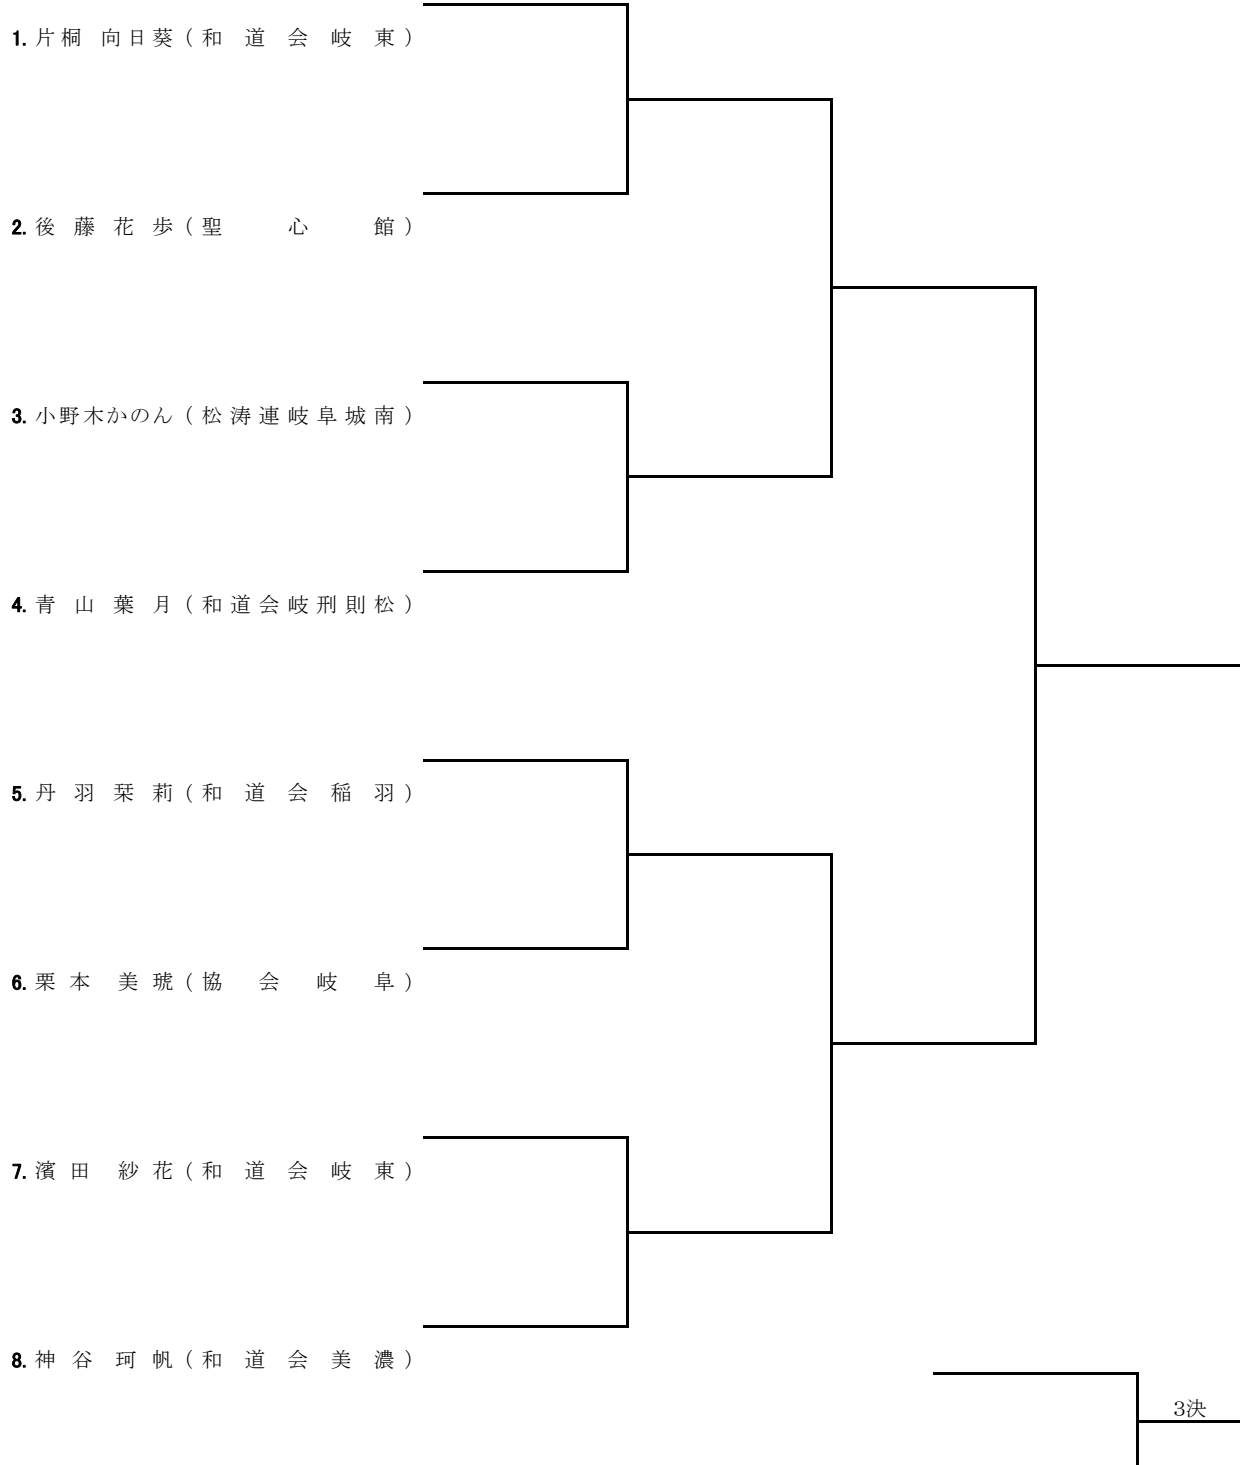 1. 片桐 向日葵 (和道会岐東)
2. 後藤花歩 (聖心館)
3. 小野木かのん (松涛連岐阜城南)
4. 青山葉月 (和道会岐刑則松)
5. 丹羽栞莉 (和道会稲羽)
6. 栗本 美琥 (協会岐阜)
7. 濱田 紗花 (和道会岐東)
8. 神谷珂帆 (和道会美濃)
3決